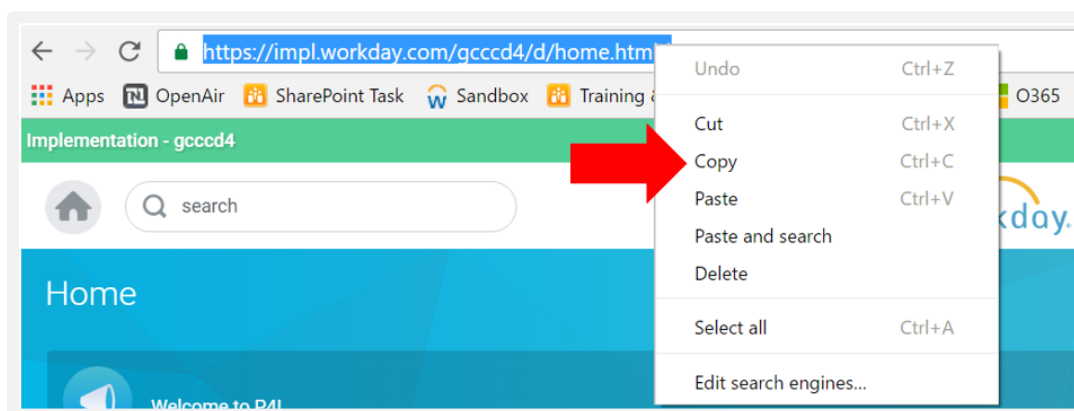 https://impl.workday.com/gcccd4/d/home.htm
Undo Ctrl+Z
Apps OpenAir SharePoint Task Sandbox Training O365
Cut Ctrl+X
Implementation - gcccd4
Copy Ctrl+C
search
Paste Ctrl+V
kday.
Paste and search
Delete
Home
Select all Ctrl+A
Edit search engines...
Welcome to P4!